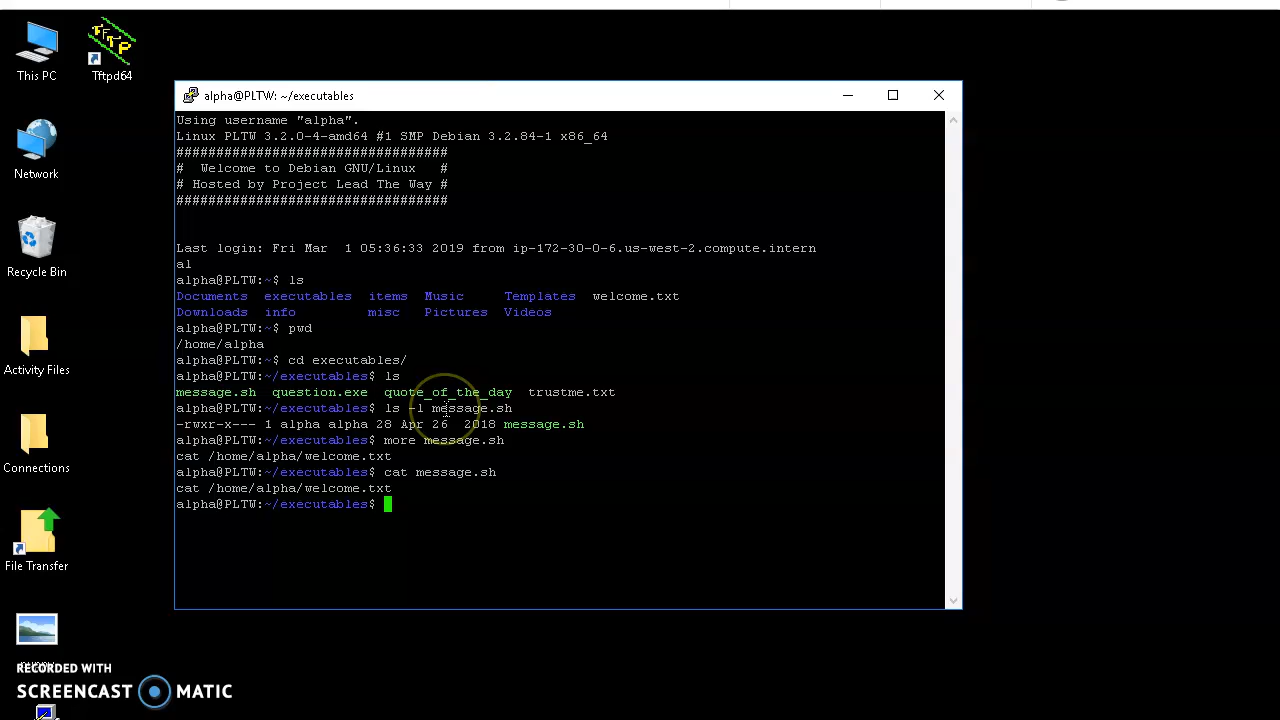 This PC
Tftpd64
Network
Recycle Bin
Activity Files
Connections
File Transfer
alpha@PLTW: ~/executables
Using username "alpha".
Linux PLTW 3.2.0-4-amd64 #1 SMP Debian 3.2.84-1 x86_64
##################################
#  Welcome to Debian GNU/Linux   #
# Hosted by Project Lead The Way #
##################################
Last login: Fri Mar  1 05:36:33 2019 from ip-172-30-0-6.us-west-2.compute.intern
al
alpha@PLTW:~$ ls
Documents  executables  items  Music     Templates  welcome.txt
Downloads  info         misc   Pictures  Videos
alpha@PLTW:~$ pwd
/home/alpha
alpha@PLTW:~$ cd executables/
alpha@PLTW:~/executables$ ls
message.sh  question.exe  quote_of_the_day  trustme.txt
alpha@PLTW:~/executables$ ls -l message.sh
-rwxr-x--- 1 alpha alpha 28 Apr 26  2018 message.sh
alpha@PLTW:~/executables$ more message.sh
cat /home/alpha/welcome.txt
alpha@PLTW:~/executables$ cat message.sh
cat /home/alpha/welcome.txt
alpha@PLTW:~/executables$
RECORDED WITH
SCREENCAST MATIC